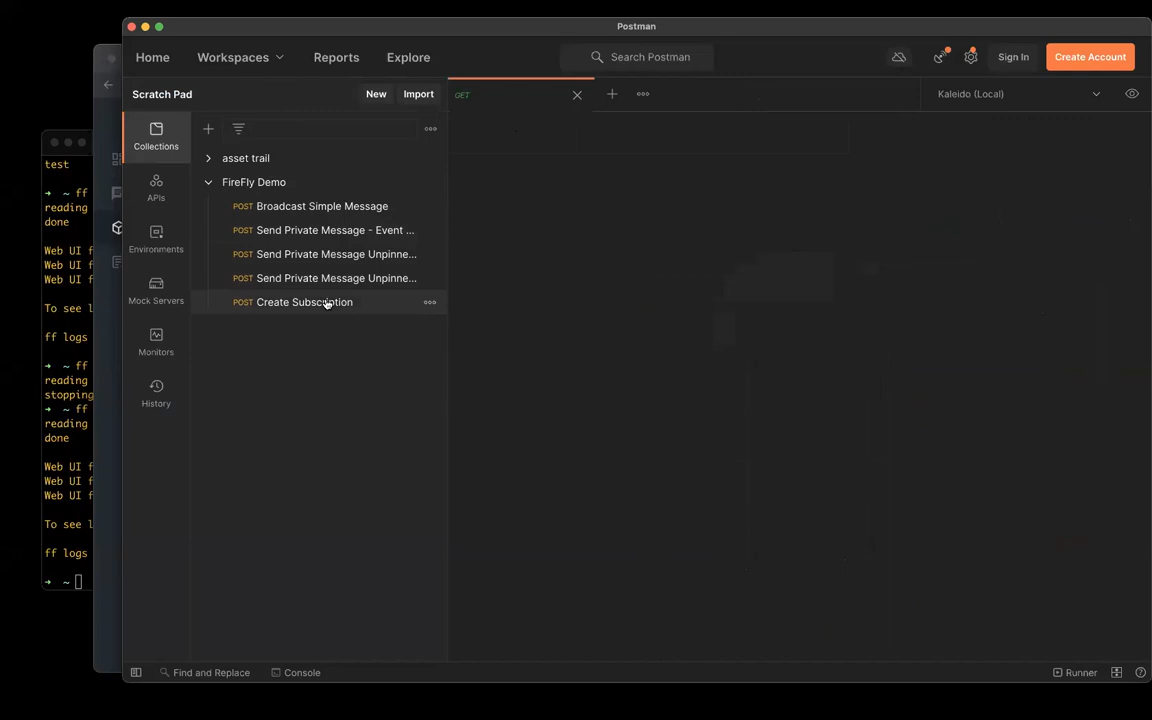 Postman
Home Workspaces Reports Explore Search Postman Sign In Create Account
Scratch Pad New Import GET Kaleido (Local)
Collections
APIs
Environments
Mock Servers
Monitors
History
asset trail
FireFly Demo
POST Broadcast Simple Message
POST Send Private Message - Event ...
POST Send Private Message Unpinne...
POST Send Private Message Unpinne...
POST Create Subscription
test
→ ~ ff
reading
done
Web UI f
Web UI f
Web UI f
To see l
ff logs
→ ~ ff
reading
stopping
→ ~ ff
reading
done
Web UI f
Web UI f
Web UI f
To see l
ff logs
→ ~
Find and Replace Console Runner